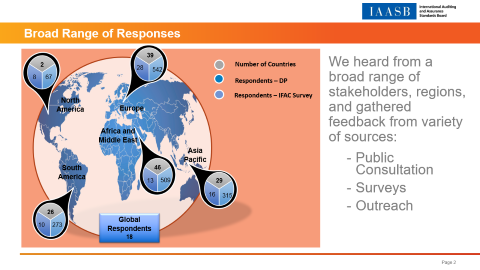 IAASB
International Auditing
and Assurance
Standards Board
Broad Range of Responses
2
8
67
North
America
39
28
542
Europe
Number of Countries
Respondents – DP
Respondents – IFAC Survey
Africa and
Middle East
Asia
Pacific
46
13
509
29
16
315
South
America
26
10
273
Global
Respondents
18
We heard from a
broad range of
stakeholders, regions,
and gathered
feedback from variety
of sources:
- Public
Consultation
- Surveys
- Outreach
Page 2